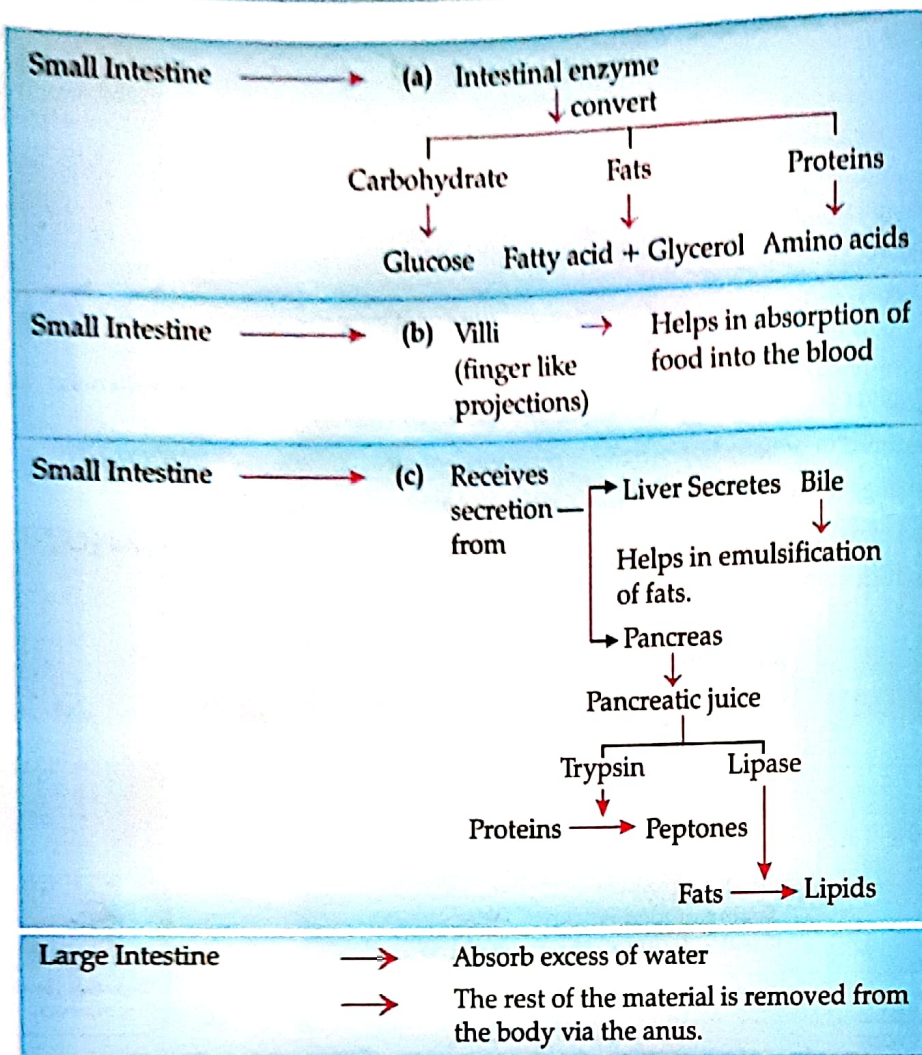 Small Intestine (a) Intestinal enzyme
convert
Carbohydrate Fats Proteins
Glucose Fatty acid + Glycerol Amino acids
Small Intestine (b) Villi Helps in absorption of
(finger like food into the blood
projections)
Small Intestine (c) Receives Liver Secretes Bile
secretion
from Helps in emulsification
of fats.
Pancreas
Pancreatic juice
Trypsin Lipase
Proteins Peptones
Fats Lipids
Large Intestine Absorb excess of water
The rest of the material is removed from
the body via the anus.